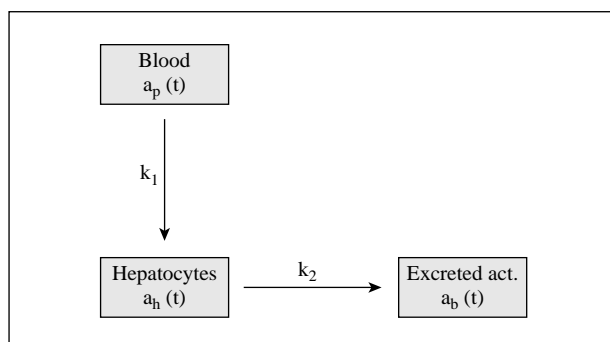 Blood
a_p (t)
k_1
Hepatocytes
a_h (t)
k_2
Excreted act.
a_b (t)